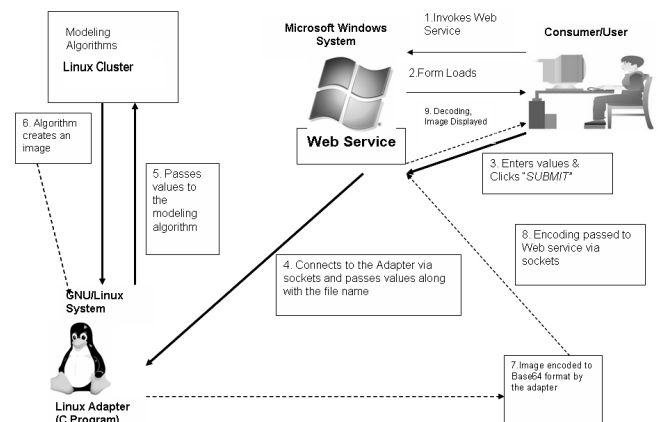 Modeling
Algorithms
Linux Cluster
Microsoft Windows
System
1.Invokes Web
Service
Consumer/User
2.Form Loads
9. Decoding,
Image Displayed
Web Service
6. Algorithm
creates an
image
5. Passes
values to
the
modeling
algorithm
3. Enters values &
Clicks "SUBMIT"
8. Encoding passed to
Web service via
sockets
4. Connects to the Adapter via
sockets and passes values along
with the file name
GNU/Linux
System
7.Image encoded to
Base64 format by
the adapter
Linux Adapter
(C Program)